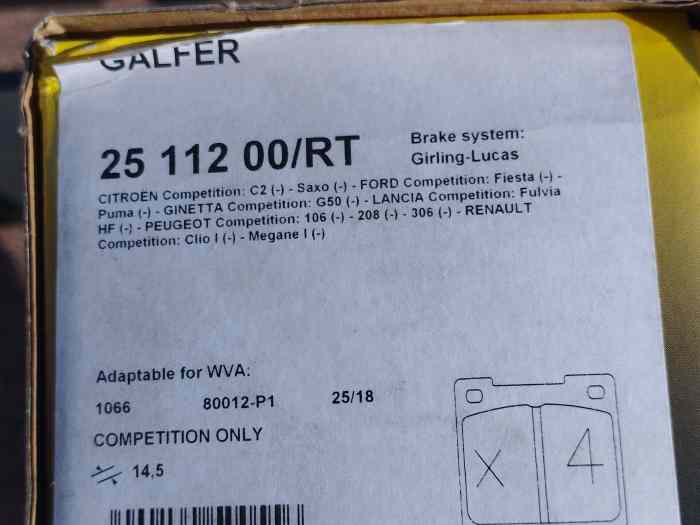 GALFER
25 112 00/RT
Brake system:
Girling-Lucas
CITROËN Competition: C2 (-) - Saxo (-) - FORD Competition: Fiesta (-) -
Puma (-) - GINETTA Competition: G50 (-) - LANCIA Competition: Fulvia
HF (-) - PEUGEOT Competition: 106 (-) - 208 (-) - 306 (-) - RENAULT
Competition: Clio I (-) - Megane I (-)
Adaptable for WVA:
1066 80012-P1 25/18
COMPETITION ONLY
14,5
X 4